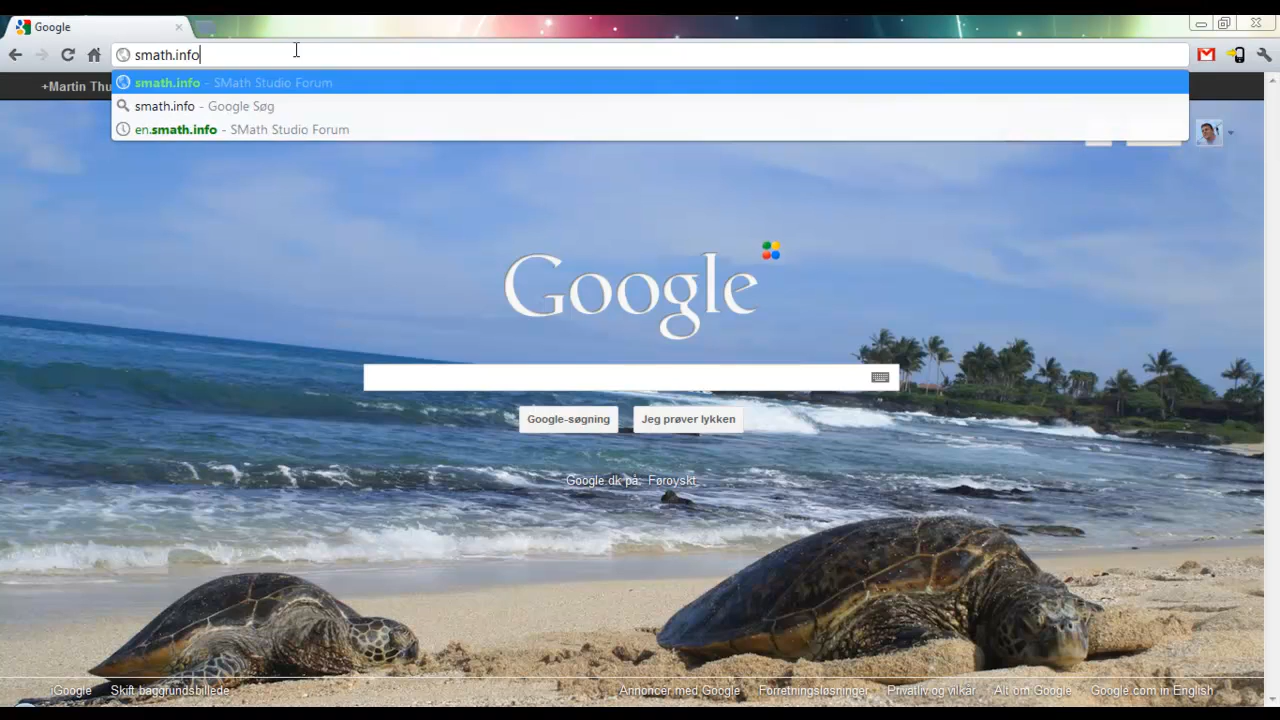 Google
smath.info
smath.info - SMath Studio Forum
+Martin Thu
smath.info - Google Søg
en.smath.info - SMath Studio Forum
Google
Google-søgning
Jeg prøver lykken
Google.dk på: Føroyskt
iGoogle
Skift baggrundsbillede
Annoncer med Google
Forretningsløsninger
Privatliv og vilkår
Alt om Google
Google.com in English